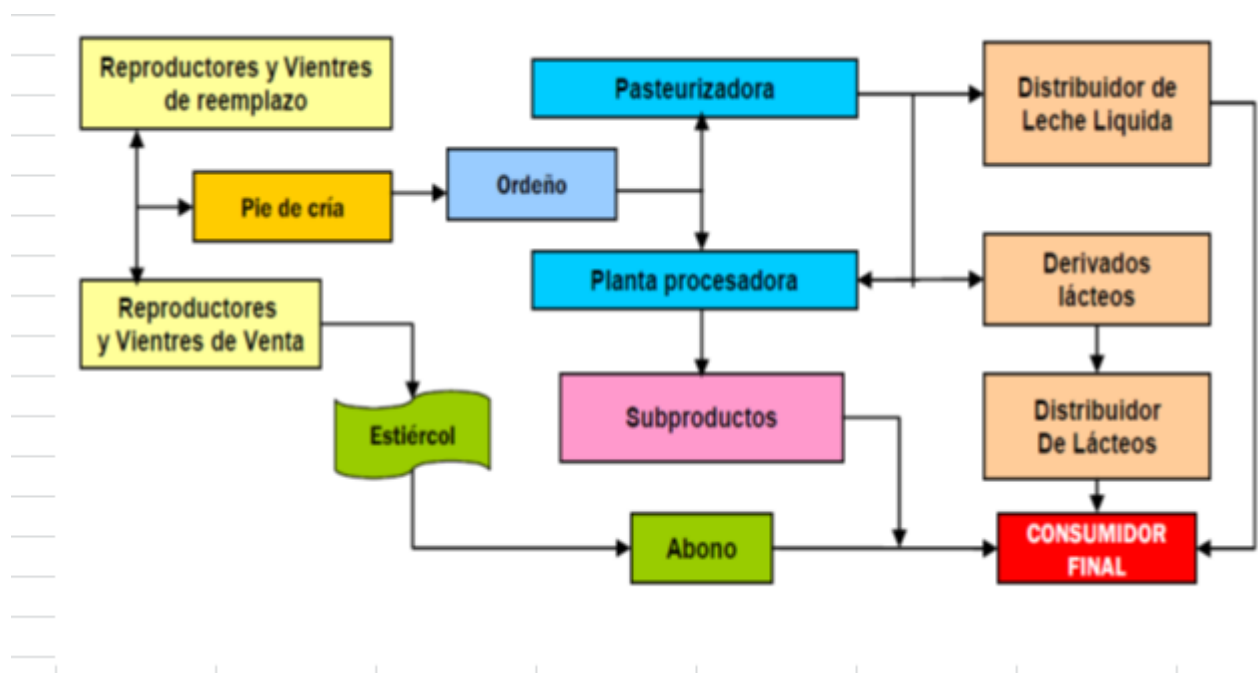 Reproductores y Vientres
de reemplazo
Pasteurizadora
Distribuidor de
Leche Liquida
Ordeño
Pie de cría
Planta procesadora
Derivados
lácteos
Reproductores
y Vientres de Venta
Estiércol
Subproductos
Distribuidor
De Lácteos
Abono
CONSUMIDOR
FINAL